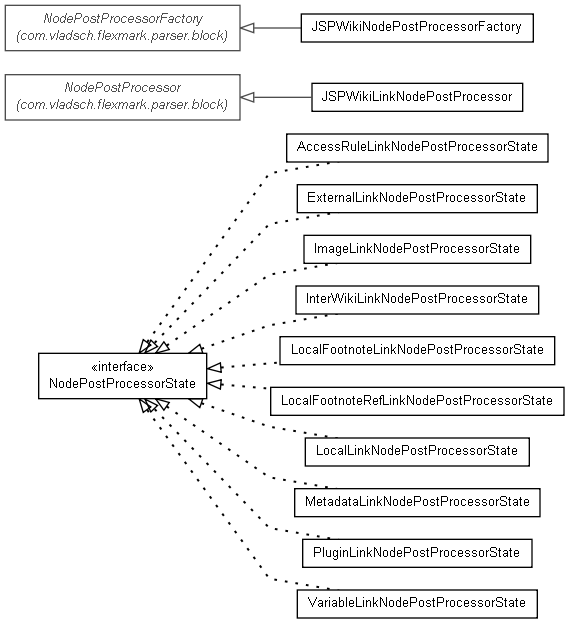 NodePostProcessorFactory
(com.vladsch.flexmark.parser.block)
JSPWikiNodePostProcessorFactory
NodePostProcessor
(com.vladsch.flexmark.parser.block)
JSPWikiLinkNodePostProcessor
AccessRuleLinkNodePostProcessorState
ExternalLinkNodePostProcessorState
ImageLinkNodePostProcessorState
InterWikiLinkNodePostProcessorState
LocalFootnoteLinkNodePostProcessorState
«interface»
NodePostProcessorState
LocalFootnoteRefLinkNodePostProcessorState
LocalLinkNodePostProcessorState
MetadataLinkNodePostProcessorState
PluginLinkNodePostProcessorState
VariableLinkNodePostProcessorState